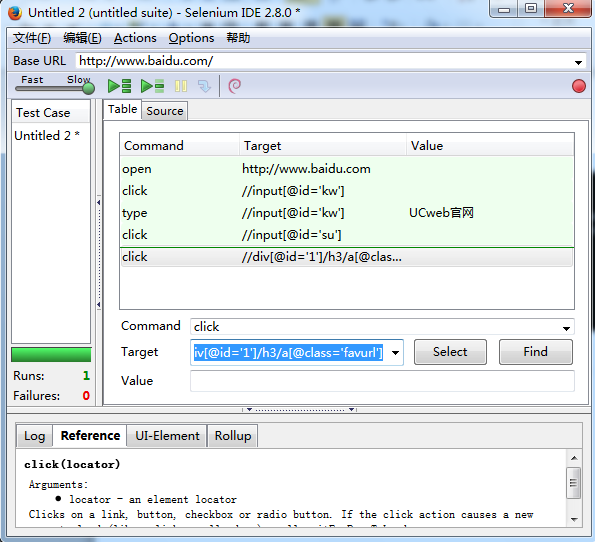 Untitled 2 (untitled suite) - Selenium IDE 2.8.0 *
文件(F) 编辑(E) Actions Options 帮助
Base URL http://www.baidu.com/
Fast Slow
Test Case
Untitled 2 *
Table Source
Command Target Value
open http://www.baidu.com
click //input[@id='kw']
type //input[@id='kw'] UCweb官网
click //input[@id='su']
click //div[@id='1']/h3/a[@clas...
Command click
Target iv[@id='1']/h3/a[@class='favurl'] Select Find
Value
Runs: 1
Failures: 0
Log Reference UI-Element Rollup
click(locator)
Arguments:
● locator - an element locator
Clicks on a link, button, checkbox or radio button. If the click action causes a new